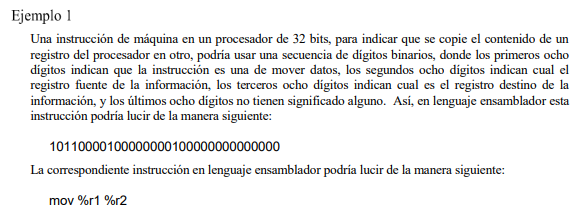 Ejemplo 1
Una instrucción de máquina en un procesador de 32 bits, para indicar que se copie el contenido de un
registro del procesador en otro, podría usar una secuencia de dígitos binarios, donde los primeros ocho
dígitos indican que la instrucción es una de mover datos, los segundos ocho dígitos indican cual el
registro fuente de la información, los terceros ocho dígitos indican cual es el registro destino de la
información, y los últimos ocho dígitos no tienen significado alguno. Así, en lenguaje ensamblador esta
instrucción podría lucir de la manera siguiente:
10110000100000000100000000000000
La correspondiente instrucción en lenguaje ensamblador podría lucir de la manera siguiente:
mov %r1 %r2